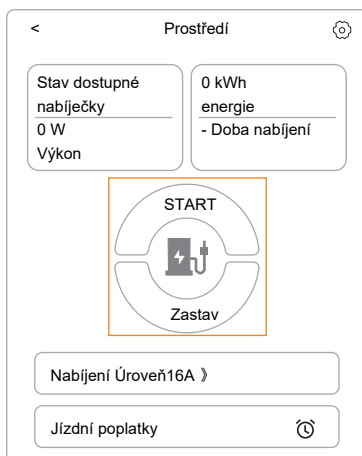 < Prostředí
Stav dostupné
nabíječky
0 W
Výkon
0 kWh
energie
- Doba nabíjení
START
Zastav
Nabíjení Úroveň16A 》
Jízdní poplatky